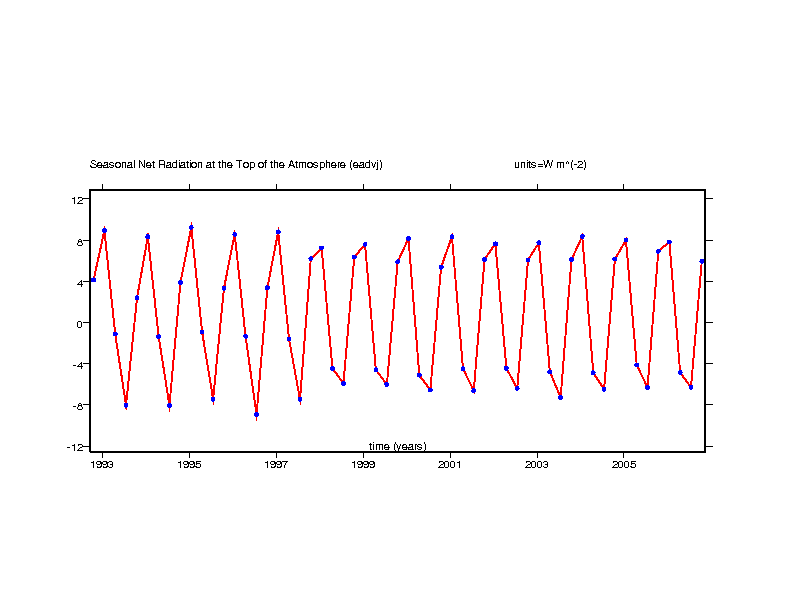 Seasonal Net Radiation at the Top of the Atmosphere (eadvj) units=W m^(-2)
12
8
4
0
-4
-8
-12
time (years)
1993 1995 1997 1999 2001 2003 2005